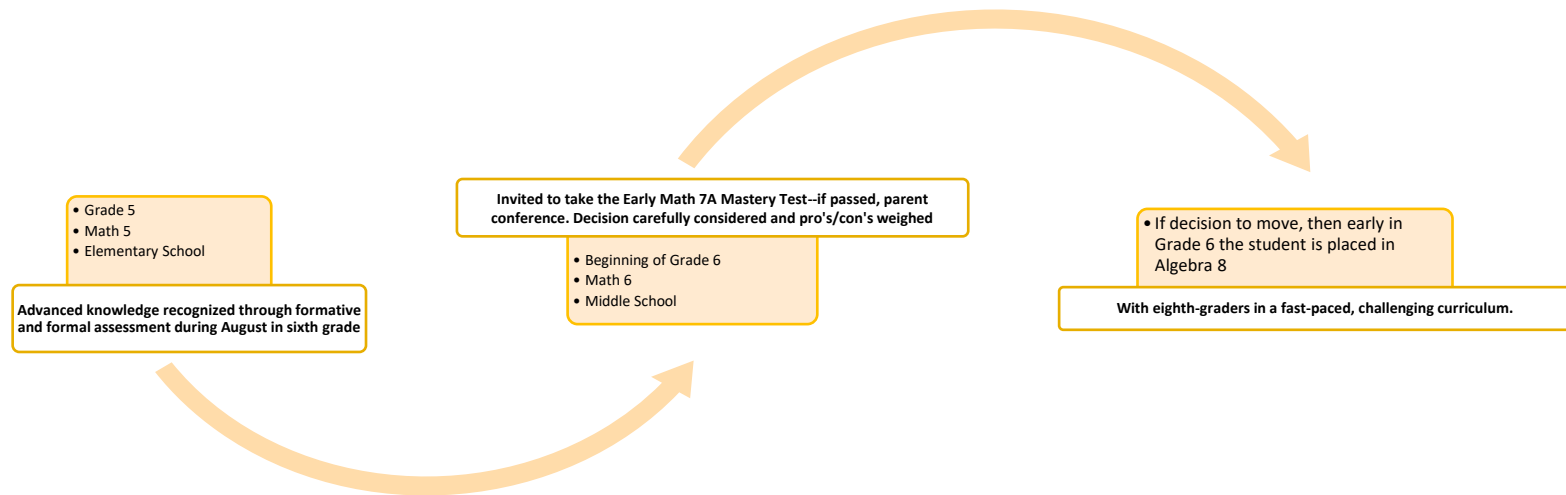 • Grade 5
• Math 5
• Elementary School
Advanced knowledge recognized through formative
and formal assessment during August in sixth grade
Invited to take the Early Math 7A Mastery Test--if passed, parent
conference. Decision carefully considered and pro's/con's weighed
• Beginning of Grade 6
• Math 6
• Middle School
• If decision to move, then early in
Grade 6 the student is placed in
Algebra 8
With eighth-graders in a fast-paced, challenging curriculum.